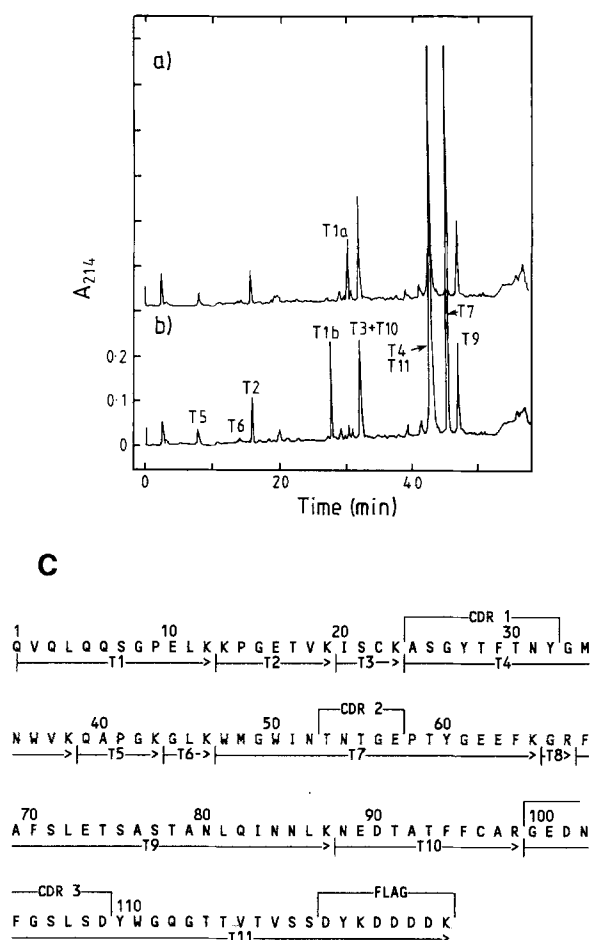 a)
T1a
A214
b)
T1b
T3+T10
T7
T4
T11
T9
0·2
T2
0·1
T5
T6
0
0 20 40
Time (min)
C
1 10 20 CDR 1 30
Q V Q L Q Q S G P E L K K P G E T V K I S C K A S G Y T F T N Y G M
T1 T2 T3 T4
40 50 CDR 2 60
N W V K Q A P G K G L K W M G W I N T N T G E P T Y G E E F K G R F
T5 T6 T7 T8
70 80 90 100
A F S L E T S A S T A N L Q I N N L K N E D T A T F F C A R G E D N
T9 T10
CDR 3 110 FLAG
F G S L S D Y W G Q G T T V T V S S D Y K D D D D K
T11